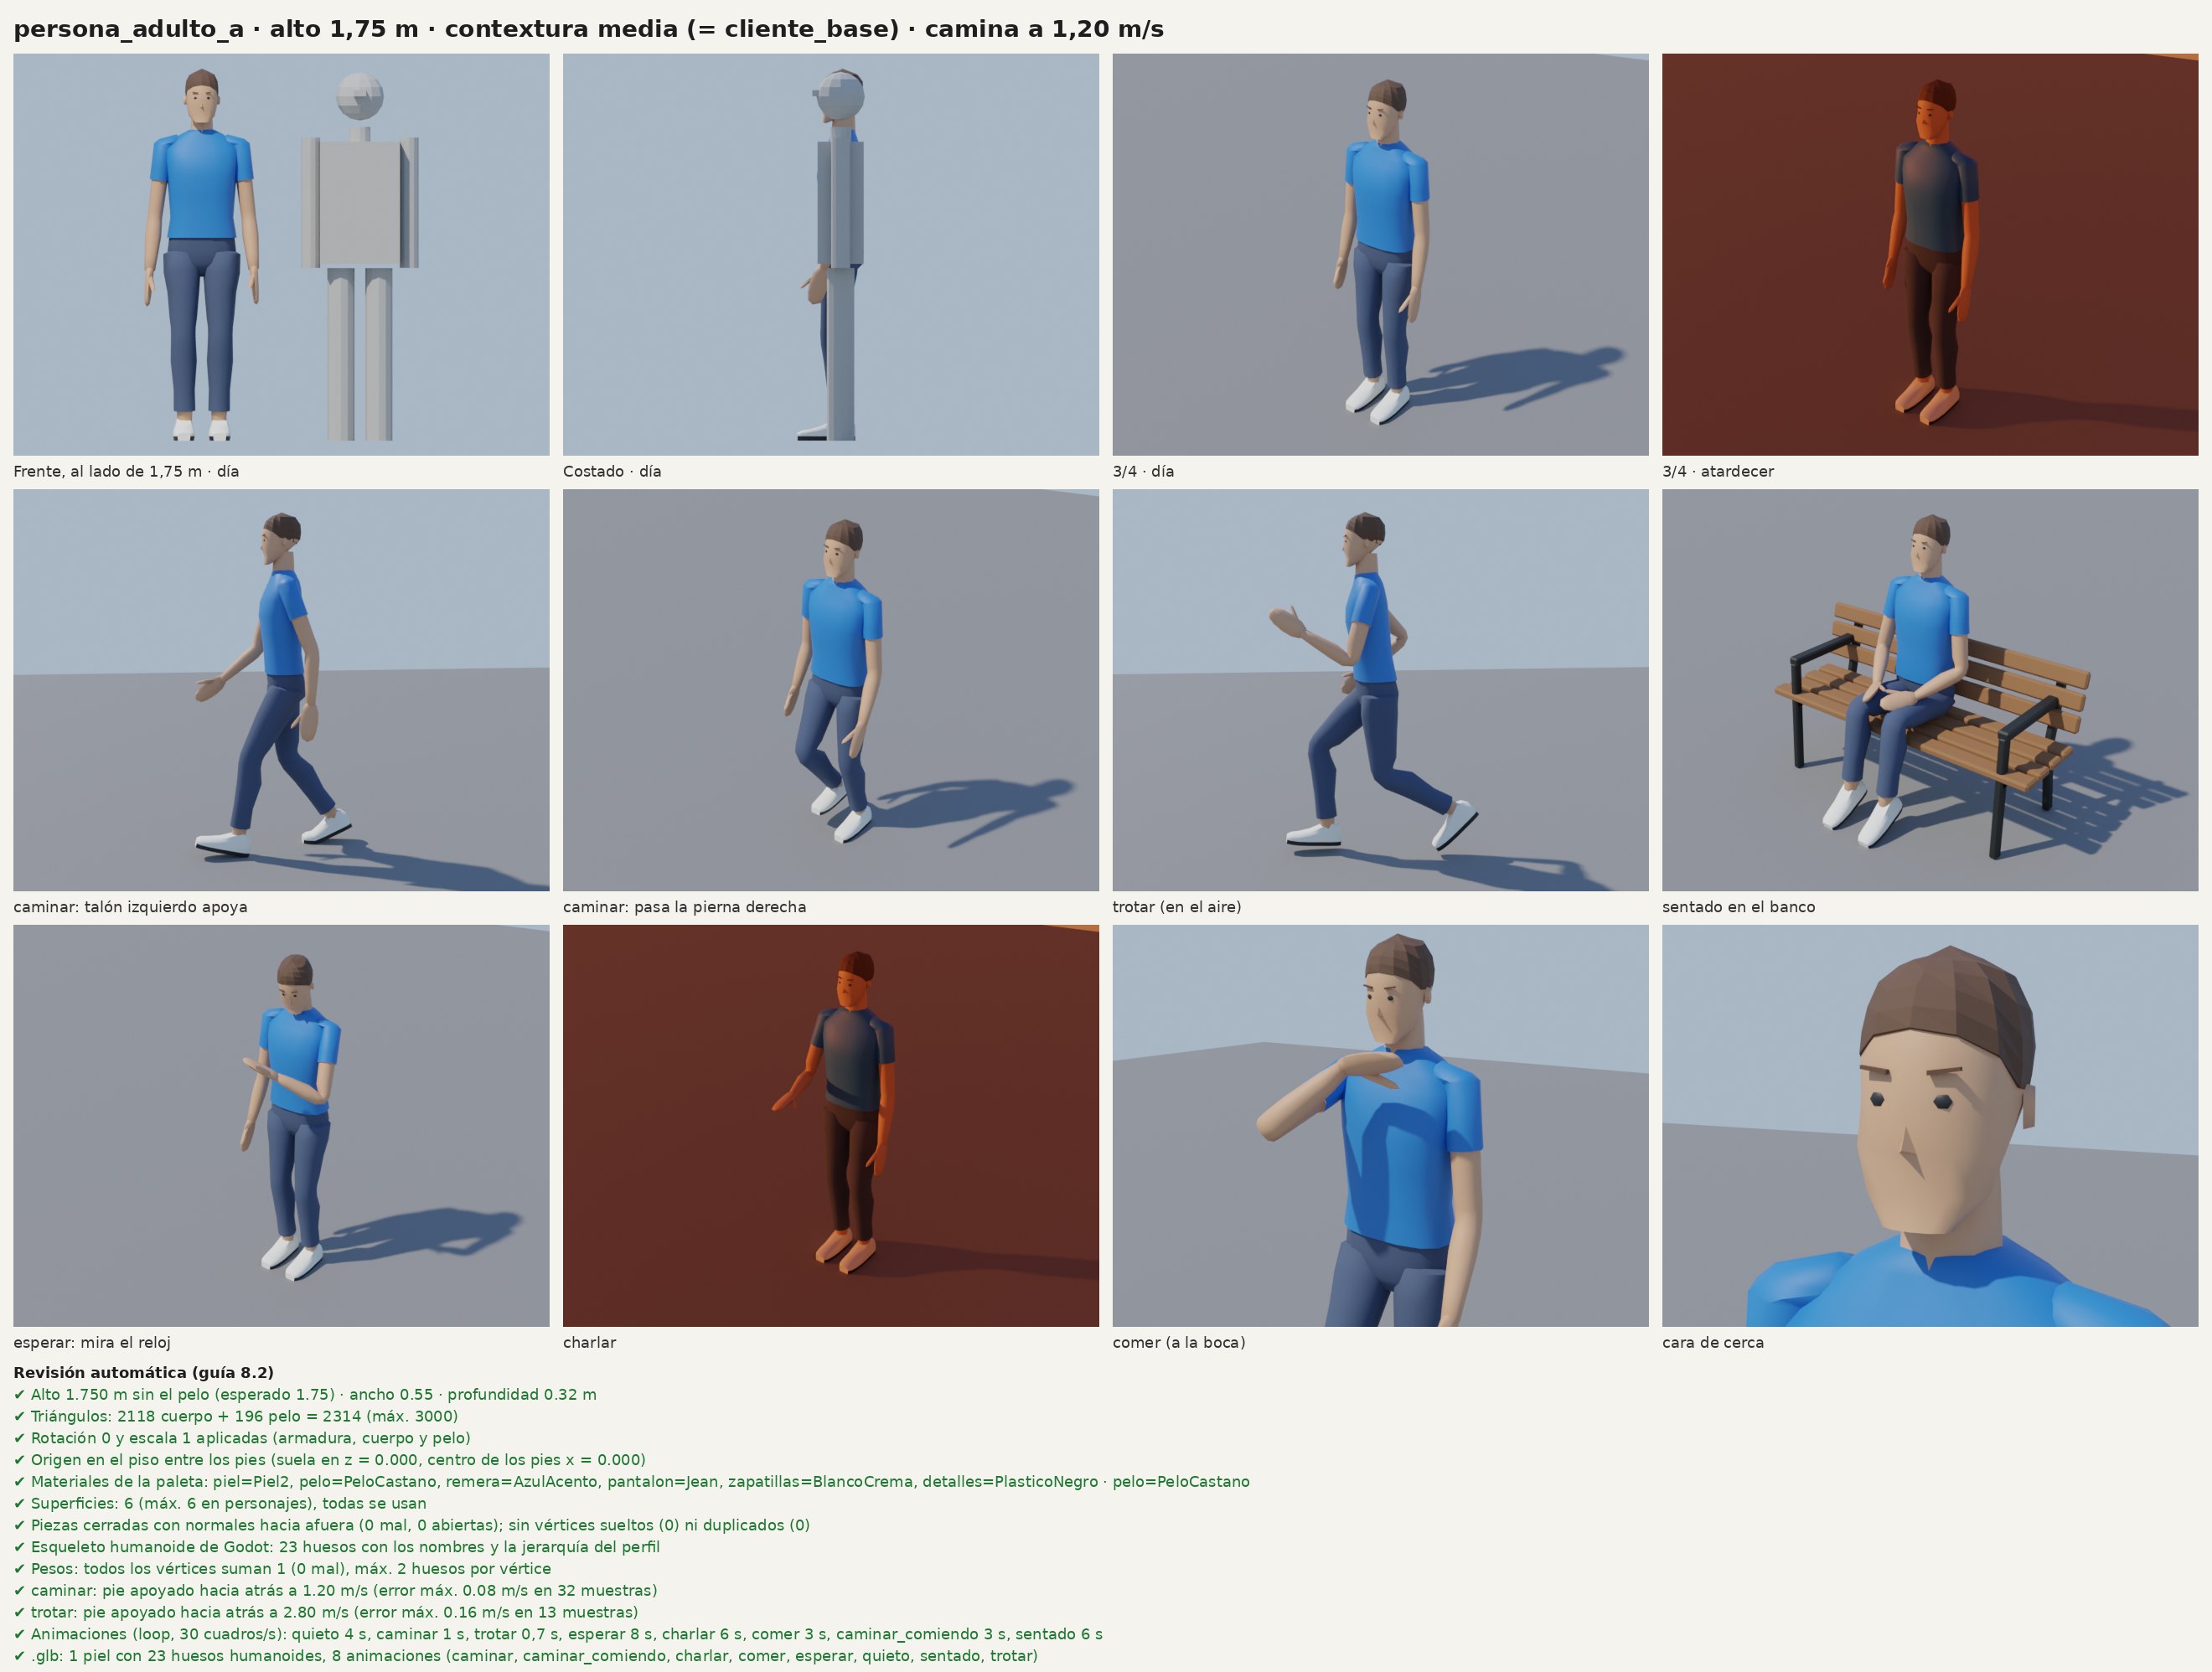 persona_adulto_a · alto 1,75 m · contextura media (= cliente_base) · camina a 1,20 m/s
Frente, al lado de 1,75 m · día
Costado · día
3/4 · día
3/4 · atardecer
caminar: talón izquierdo apoya
caminar: pasa la pierna derecha
trotar (en el aire)
sentado en el banco
esperar: mira el reloj
charlar
comer (a la boca)
cara de cerca
Revisión automática (guía 8.2)
✔ Alto 1.750 m sin el pelo (esperado 1.75) · ancho 0.55 · profundidad 0.32 m
✔ Triángulos: 2118 cuerpo + 196 pelo = 2314 (máx. 3000)
✔ Rotación 0 y escala 1 aplicadas (armadura, cuerpo y pelo)
✔ Origen en el piso entre los pies (suela en z = 0.000, centro de los pies x = 0.000)
✔ Materiales de la paleta: piel=Piel2, pelo=PeloCastano, remera=AzulAcento, pantalon=Jean, zapatillas=BlancoCrema, detalles=PlasticoNegro · pelo=PeloCastano
✔ Superficies: 6 (máx. 6 en personajes), todas se usan
✔ Piezas cerradas con normales hacia afuera (0 mal, 0 abiertas); sin vértices sueltos (0) ni duplicados (0)
✔ Esqueleto humanoide de Godot: 23 huesos con los nombres y la jerarquía del perfil
✔ Pesos: todos los vértices suman 1 (0 mal), máx. 2 huesos por vértice
✔ caminar: pie apoyado hacia atrás a 1.20 m/s (error máx. 0.08 m/s en 32 muestras)
✔ trotar: pie apoyado hacia atrás a 2.80 m/s (error máx. 0.16 m/s en 13 muestras)
✔ Animaciones (loop, 30 cuadros/s): quieto 4 s, caminar 1 s, trotar 0,7 s, esperar 8 s, charlar 6 s, comer 3 s, caminar_comiendo 3 s, sentado 6 s
✔ .glb: 1 piel con 23 huesos humanoides, 8 animaciones (caminar, caminar_comiendo, charlar, comer, esperar, quieto, sentado, trotar)